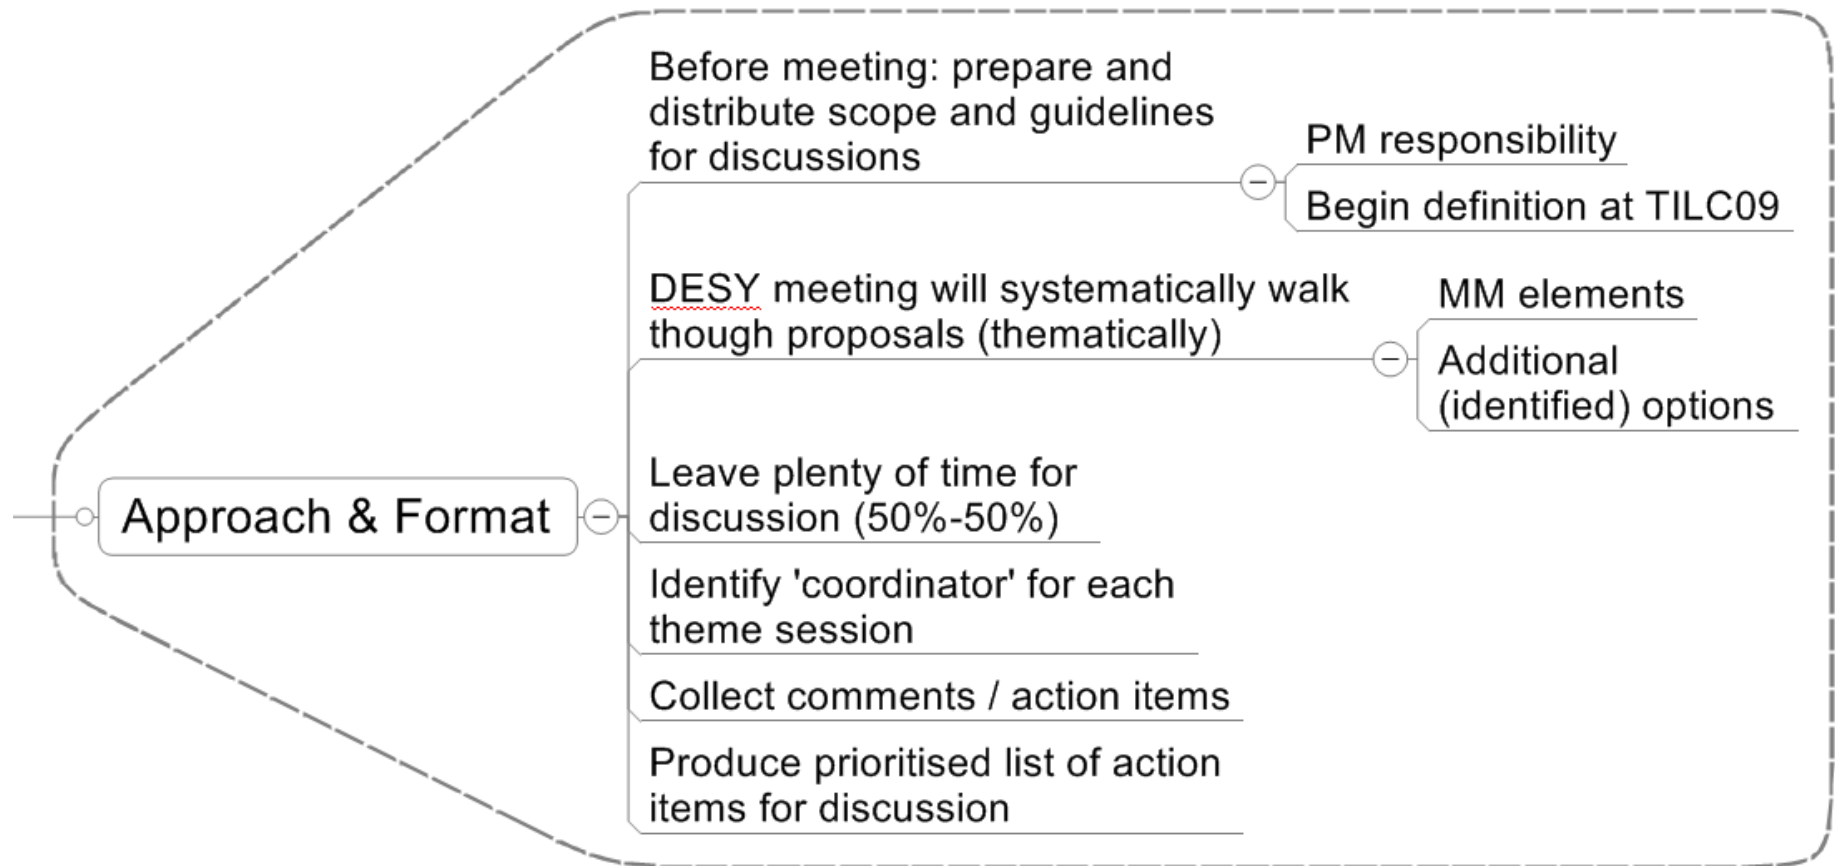 Before meeting: prepare and
distribute scope and guidelines
for discussions
PM responsibility
Begin definition at TILC09
DESY meeting will systematically walk
though proposals (thematically)
MM elements
Additional
(identified) options
Approach & Format
Leave plenty of time for
discussion (50%-50%)
Identify 'coordinator' for each
theme session
Collect comments / action items
Produce prioritised list of action
items for discussion